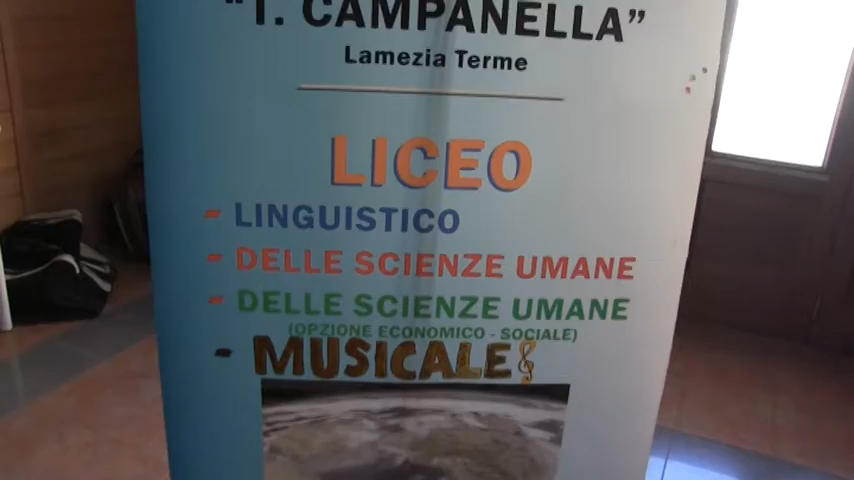 "T. CAMPANELLA"
Lamezia Terme
LICEO
- LINGUISTICO
- DELLE SCIENZE UMANE
- DELLE SCIENZE UMANE
(OPZIONE ECONOMICO - SOCIALE)
- MUSICALE